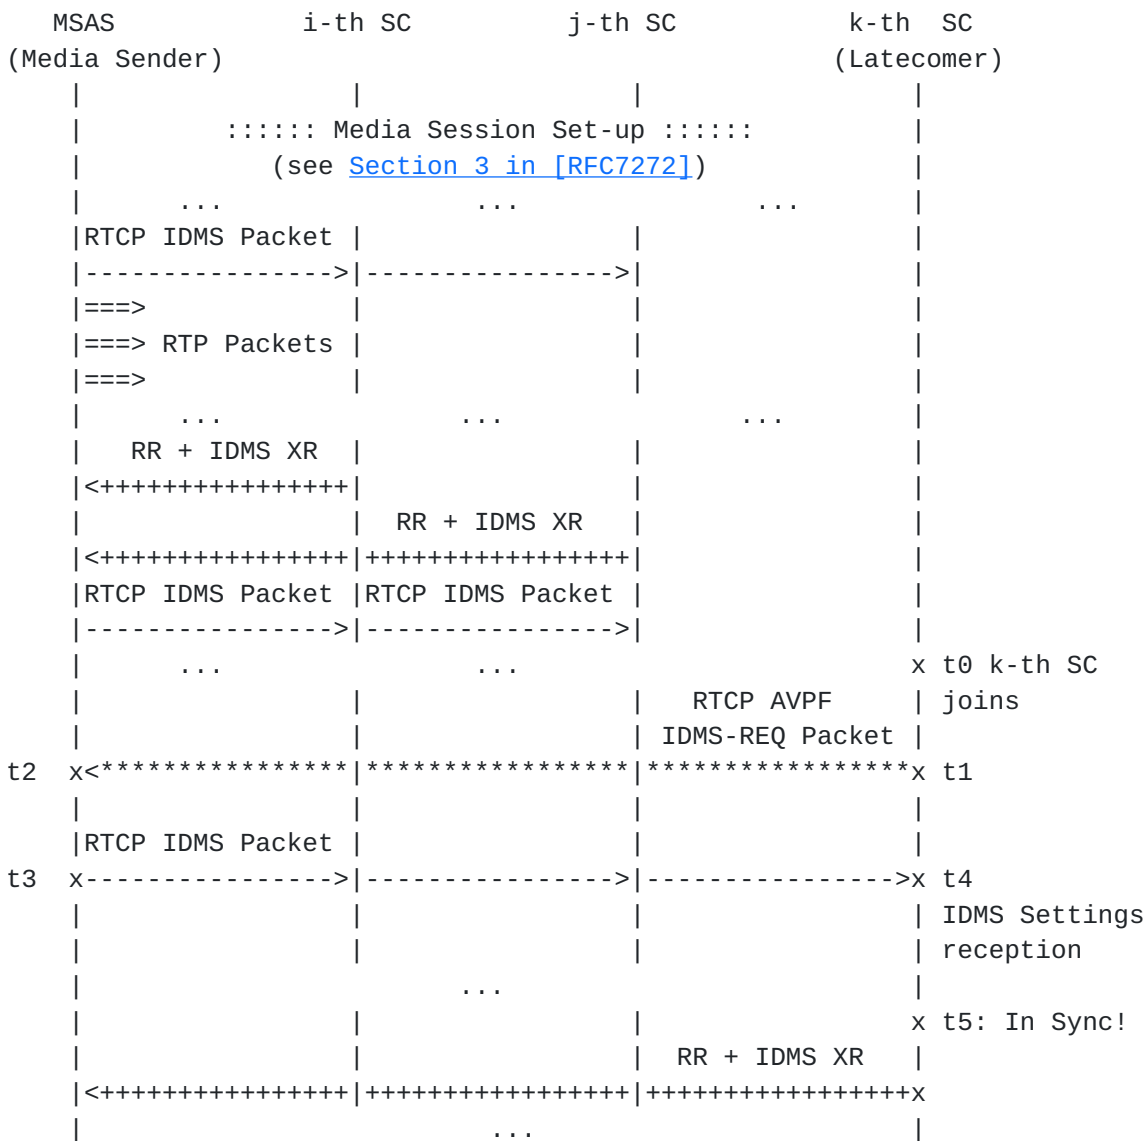 MSAS            i-th SC          j-th SC           k-th  SC
(Media Sender)                                       (Latecomer)
    |                 |                 |                 |
    |         :::::: Media Session Set-up ::::::          |
    |            (see Section 3 in [RFC7272])             |
    |      ...               ...               ...       |
    |RTCP IDMS Packet |                 |                 |
    |---------------->|---------------->|                 |
    |===>             |                 |                 |
    |===> RTP Packets |                 |                 |
    |===>             |                 |                 |
    |      ...               ...               ...        |
    |   RR + IDMS XR  |                 |                 |
    |<++++++++++++++++|                 |                 |
    |                 |  RR + IDMS XR   |                 |
    |<++++++++++++++++|+++++++++++++++++|                 |
    |RTCP IDMS Packet |RTCP IDMS Packet |                 |
    |---------------->|---------------->|                 |
    |      ...                ...                         x t0 k-th SC
    |                 |                 |   RTCP AVPF     | joins
    |                 |                 | IDMS-REQ Packet |
t2  x<****************|*****************|*****************x t1
    |                 |                 |                 |
    |RTCP IDMS Packet |                 |                 |
t3  x---------------->|---------------->|---------------->x t4
    |                 |                 |                 | IDMS Settings
    |                 |                 |                 | reception
    |                        ...                          |
    |                 |                 |                 x t5: In Sync!
    |                 |                 |  RR + IDMS XR   |
    |<++++++++++++++++|+++++++++++++++++|+++++++++++++++++x
    |                          ...                        |